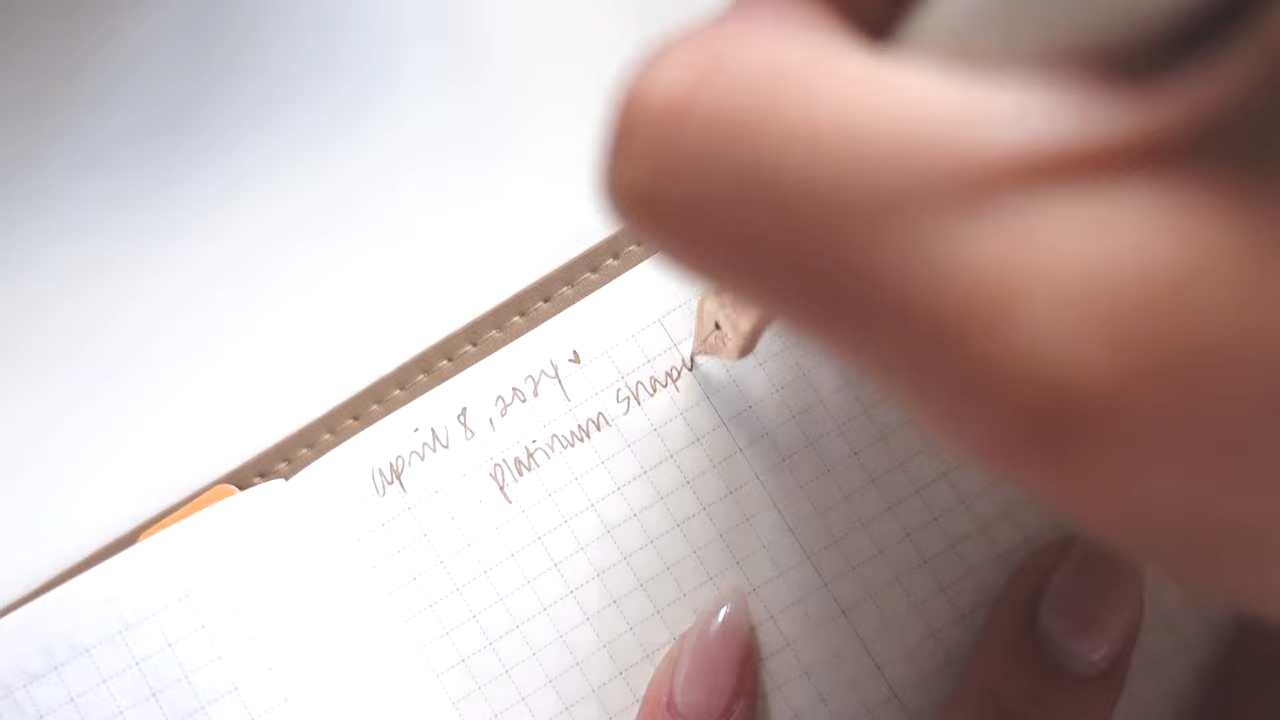 april 8, 2024 ♥
platinum shap